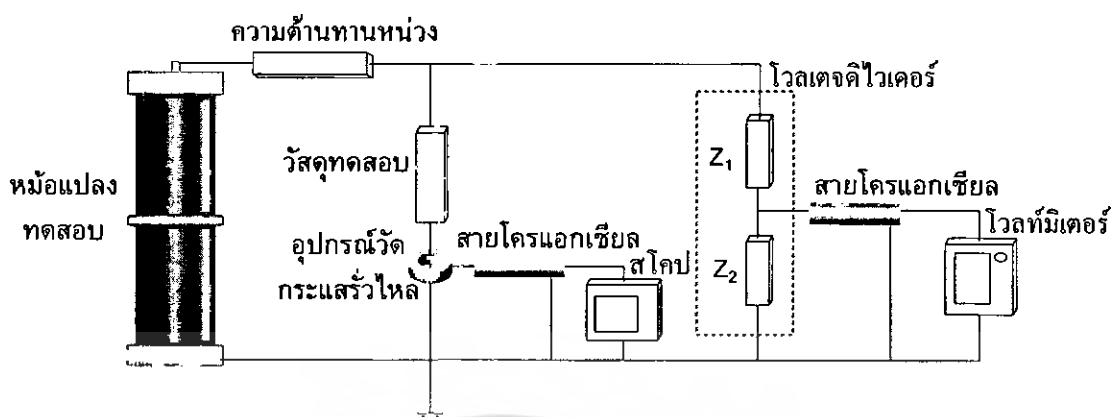 ความต้านทานหน่วง
โวลเตจดิไวเดอร์
วัสดุทดสอบ
Z1
หม้อแปลง
ทดสอบ
สายโครแอกเชียล
โวลท์มิเตอร์
อุปกรณ์วัด
กระแสรั่วไหล
สายโครแอกเชียล
สโคป
Z2